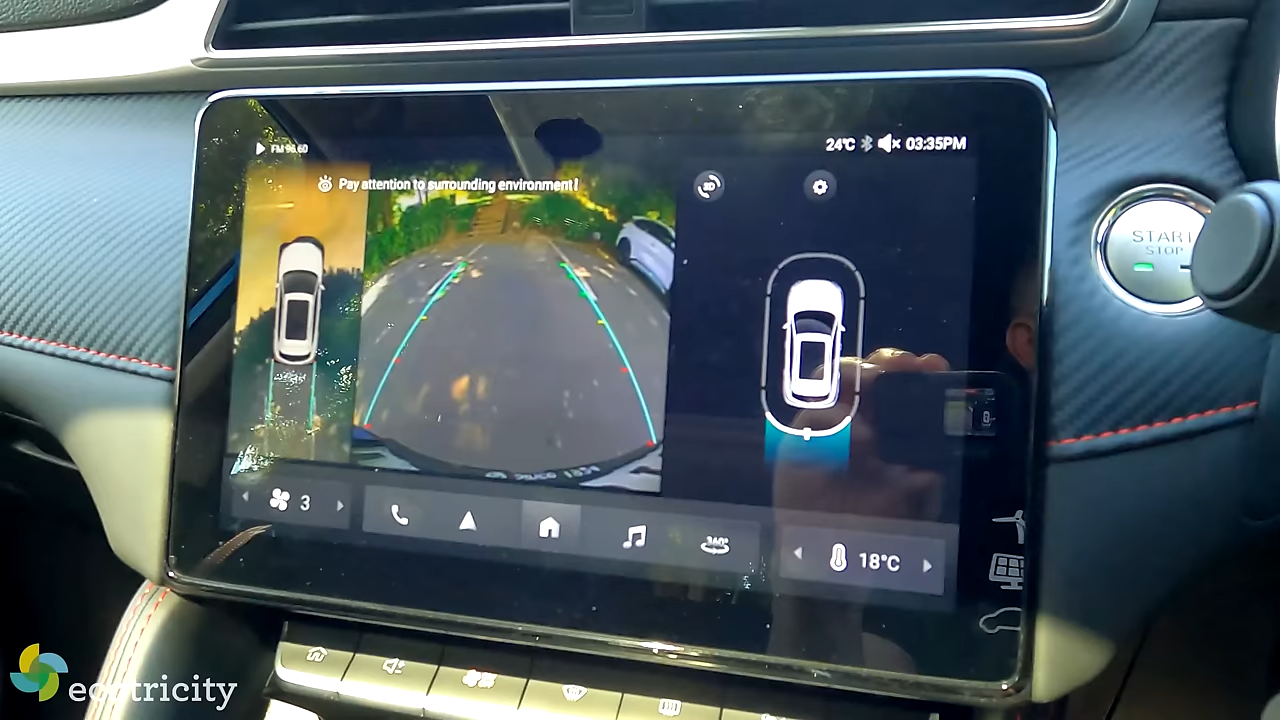 FM 96.60
24°C 03:35PM
Pay attention to surrounding environment!
3D
START
STOP
3
360°
18°C
ecotricity